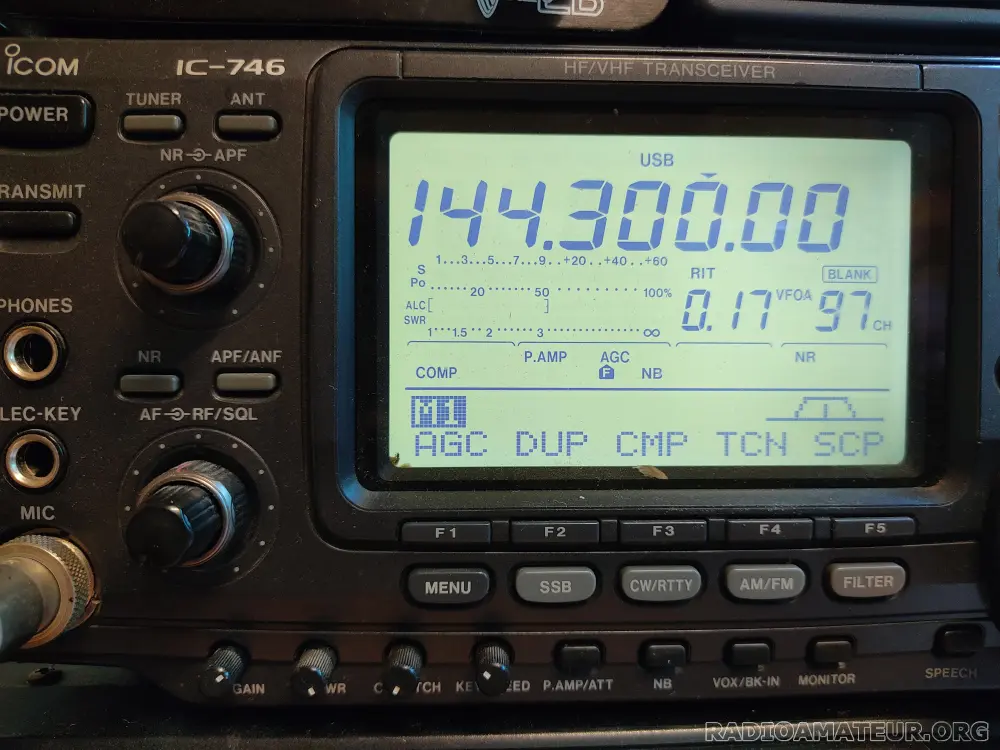 ICOM
IC-746
HF/VHF TRANSCEIVER
POWER
TUNER
ANT
NR APF
TRANSMIT
PHONES
NR
APF/ANF
ELEC-KEY
AF RF/SQL
MIC
USB
144.300.00
S 1...3...5...7...9..+20..+40..+60
Po 20 50 100%
ALC
SWR 1 1.5 2 3 ∞
RIT
BLANK
0.17
VFOA
97
CH
P.AMP
AGC
NR
COMP
F
NB
M1
AGC DUP CMP TCN SCP
F1
F2
F3
F4
F5
MENU
SSB
CW/RTTY
AM/FM
FILTER
GAIN
P.AMP/ATT
NB
VOX/BK-IN
MONITOR
SPEECH
RADIOAMATEUR.ORG